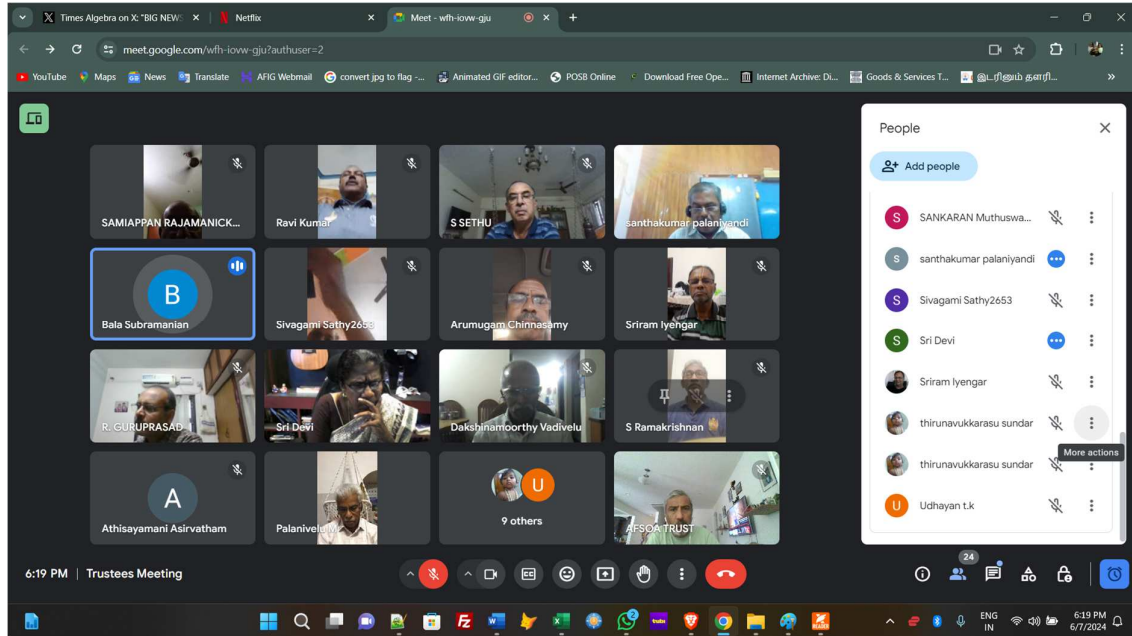 Times Algebra on X: "BIG NEWS
Netflix
Meet - wfh-iovw-gju
meet.google.com/wfh-iovw-gju?authuser=2
YouTube Maps News Translate AFIG Webmail convert jpg to flag -... Animated GIF editor... POSB Online Download Free Ope... Internet Archive: Di... Goods & Services T... இடரினும் தளரி...
SAMIAPPAN RAJAMANICK...
Ravi Kumar
S SETHU
santhakumar palaniyandi
B
Bala Subramanian
Sivagami Sathy2653
Arumugam Chinnasamy
Sriram Iyengar
R. GURUPRASAD
Sri Devi
Dakshinamoorthy Vadivelu
S Ramakrishnan
A
Athisayamani Asirvatham
Palanivelu M
U
9 others
AFSOA TRUST
People
Add people
S SANKARAN Muthuswa...
S santhakumar palaniyandi
S Sivagami Sathy2653
S Sri Devi
Sriram Iyengar
thirunavukkarasu sundar
More actions
thirunavukkarasu sundar
U Udhayan t.k
6:19 PM | Trustees Meeting
CC
24
2
ENG
IN
6:19 PM
6/7/2024